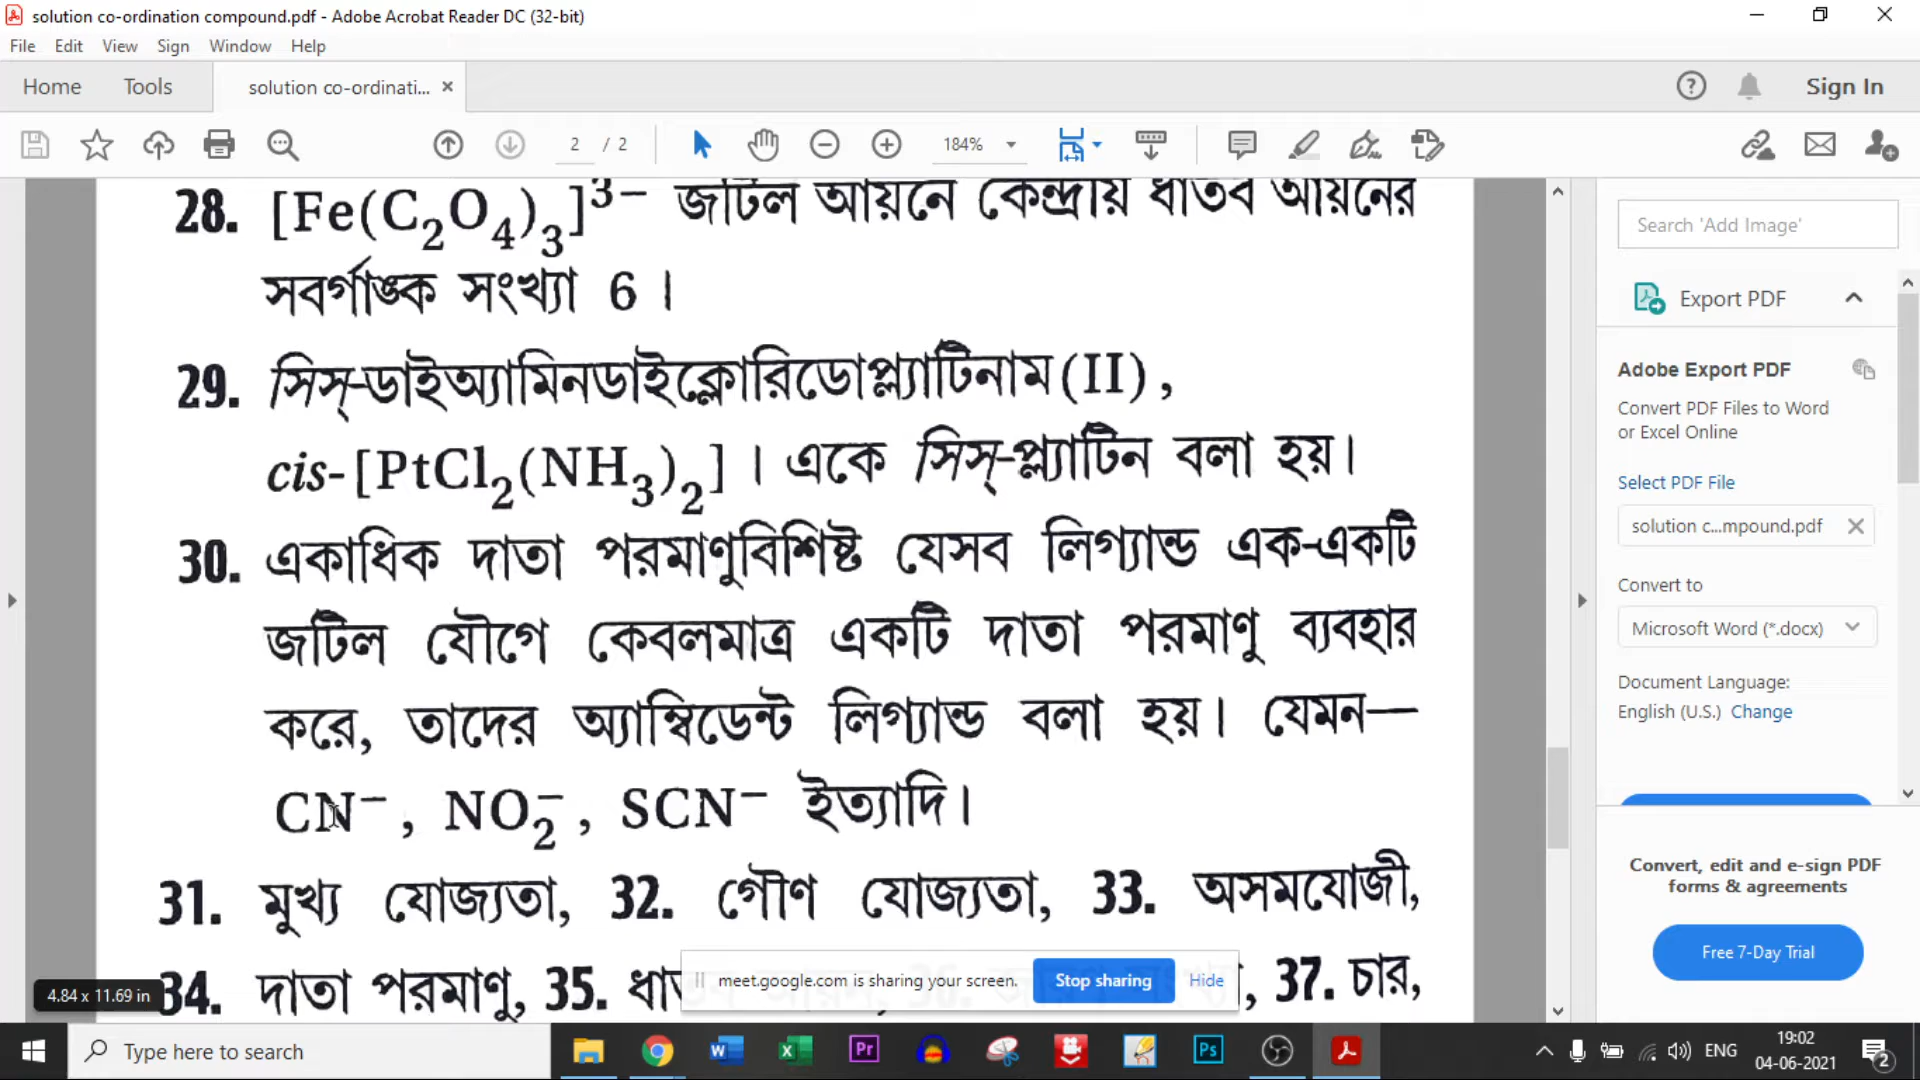 solution co-ordination compound.pdf - Adobe Acrobat Reader DC (32-bit)
File Edit View Sign Window Help
Home Tools solution co-ordinati... × Sign In
2 / 2 184%
28. [Fe(C₂O₄)₃]³⁻ জটিল আয়নে কেন্দ্রীয় ধাতব আয়নের
সবর্গাঙ্ক সংখ্যা 6 ।
29. সিস্-ডাইঅ্যামিনডাইক্লোরিডোপ্ল্যাটিনাম (II) ,
cis-[PtCl₂(NH₃)₂] । একে সিস্-প্ল্যাটিন বলা হয়।
30. একাধিক দাতা পরমাণুবিশিষ্ট যেসব লিগ্যান্ড এক-একটি
জটিল যৌগে কেবলমাত্র একটি দাতা পরমাণু ব্যবহার
করে, তাদের অ্যাম্বিডেন্ট লিগ্যান্ড বলা হয়। যেমন—
CN⁻, NO₂⁻, SCN⁻ ইত্যাদি।
31. মুখ্য যোজ্যতা, 32. গৌণ যোজ্যতা, 33. অসমযোজী,
34. দাতা পরমাণু, 35. 37. চার,
4.84 x 11.69 in
meet.google.com is sharing your screen. Stop sharing Hide
Search 'Add Image'
Export PDF
Adobe Export PDF
Convert PDF Files to Word
or Excel Online
Select PDF File
solution c...mpound.pdf
Convert to
Microsoft Word (*.docx)
Document Language:
English (U.S.) Change
Convert, edit and e-sign PDF
forms & agreements
Free 7-Day Trial
Type here to search
ENG
19:02
04-06-2021
2